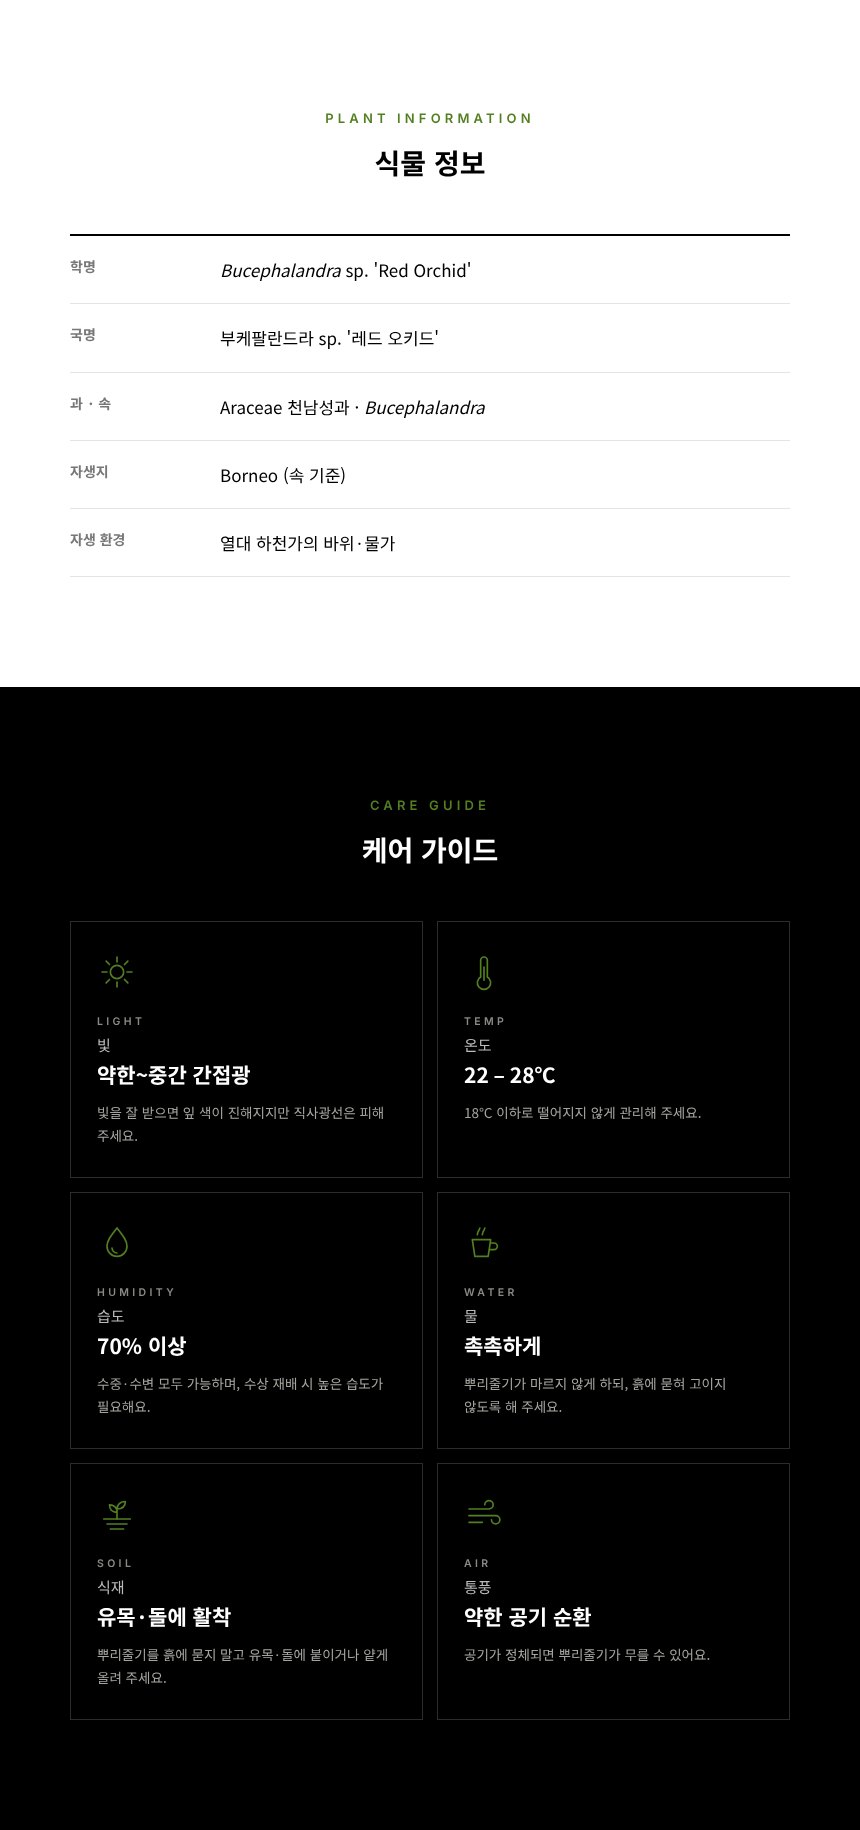 PLANT INFORMATION
식물 정보
학명 Bucephalandra sp. 'Red Orchid'
국명 부케팔란드라 sp. '레드 오키드'
과 · 속 Araceae 천남성과 · Bucephalandra
자생지 Borneo (속 기준)
자생 환경 열대 하천가의 바위·물가
CARE GUIDE
케어 가이드
LIGHT
빛
약한~중간 간접광
빛을 잘 받으면 잎 색이 진해지지만 직사광선은 피해
주세요.
TEMP
온도
22 – 28℃
18℃ 이하로 떨어지지 않게 관리해 주세요.
HUMIDITY
습도
70% 이상
수중·수변 모두 가능하며, 수상 재배 시 높은 습도가
필요해요.
WATER
물
촉촉하게
뿌리줄기가 마르지 않게 하되, 흙에 묻혀 고이지
않도록 해 주세요.
SOIL
식재
유목·돌에 활착
뿌리줄기를 흙에 묻지 말고 유목·돌에 붙이거나 얕게
올려 주세요.
AIR
통풍
약한 공기 순환
공기가 정체되면 뿌리줄기가 무를 수 있어요.